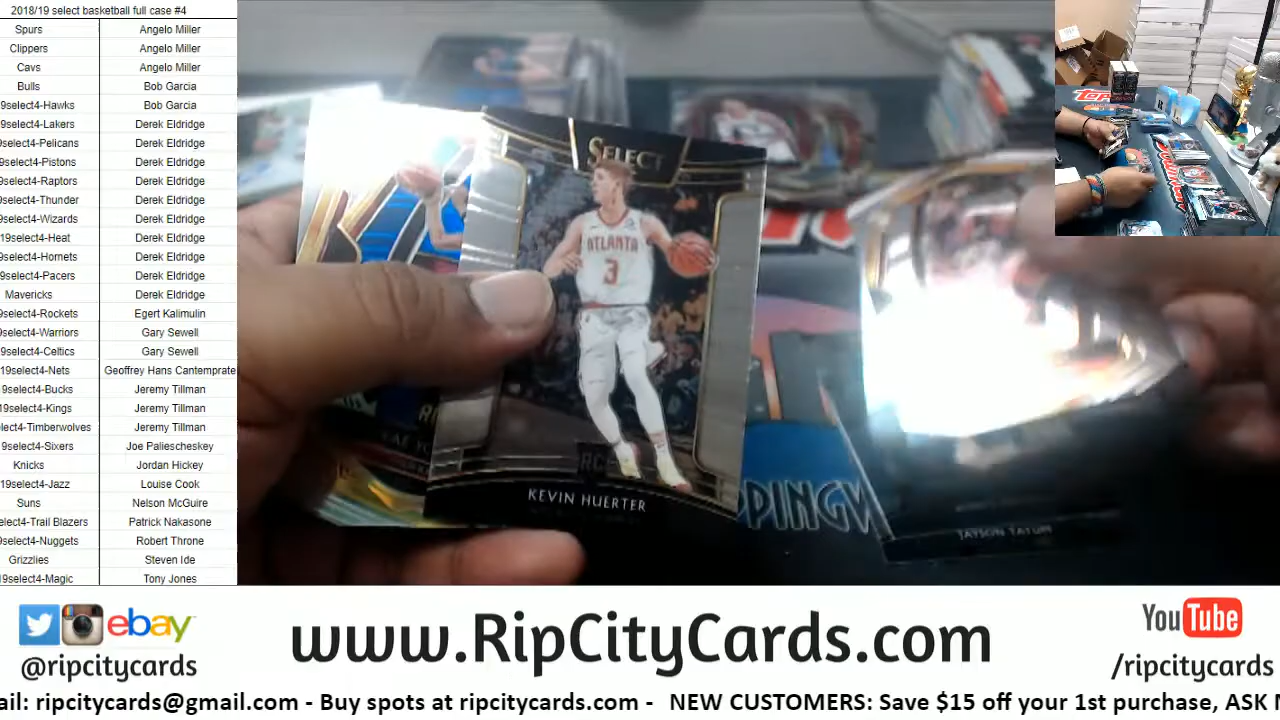 2018/19 select basketball full case #4
Spurs Angelo Miller
Clippers Angelo Miller
Cavs Angelo Miller
Bulls Bob Garcia
9select4-Hawks Bob Garcia
9select4-Lakers Derek Eldridge
9select4-Pelicans Derek Eldridge
9select4-Pistons Derek Eldridge
9select4-Raptors Derek Eldridge
9select4-Thunder Derek Eldridge
9select4-Wizards Derek Eldridge
19select4-Heat Derek Eldridge
9select4-Hornets Derek Eldridge
9select4-Pacers Derek Eldridge
Mavericks Derek Eldridge
9select4-Rockets Egert Kalimulin
select4-Warriors Gary Sewell
9select4-Celtics Gary Sewell
19select4-Nets Geoffrey Hans Cantemprate
9select4-Bucks Jeremy Tillman
19select4-Kings Jeremy Tillman
elect4-Timberwolves Jeremy Tillman
9select4-Sixers Joe Paliescheskey
Knicks Jordan Hickey
19select4-Jazz Louise Cook
Suns Nelson McGuire
elect4-Trail Blazers Patrick Nakasone
9select4-Nuggets Robert Throne
Grizzlies Steven Ide
19select4-Magic Tony Jones
SELECT
ATLANTA
3
RC
KEVIN HUERTER
PPINGW
JAYSON TATUM
ebay
@ripcitycards
www.RipCityCards.com
YouTube
/ripcitycards
ail: ripcitycards@gmail.com - Buy spots at ripcitycards.com - NEW CUSTOMERS: Save $15 off your 1st purchase, ASK